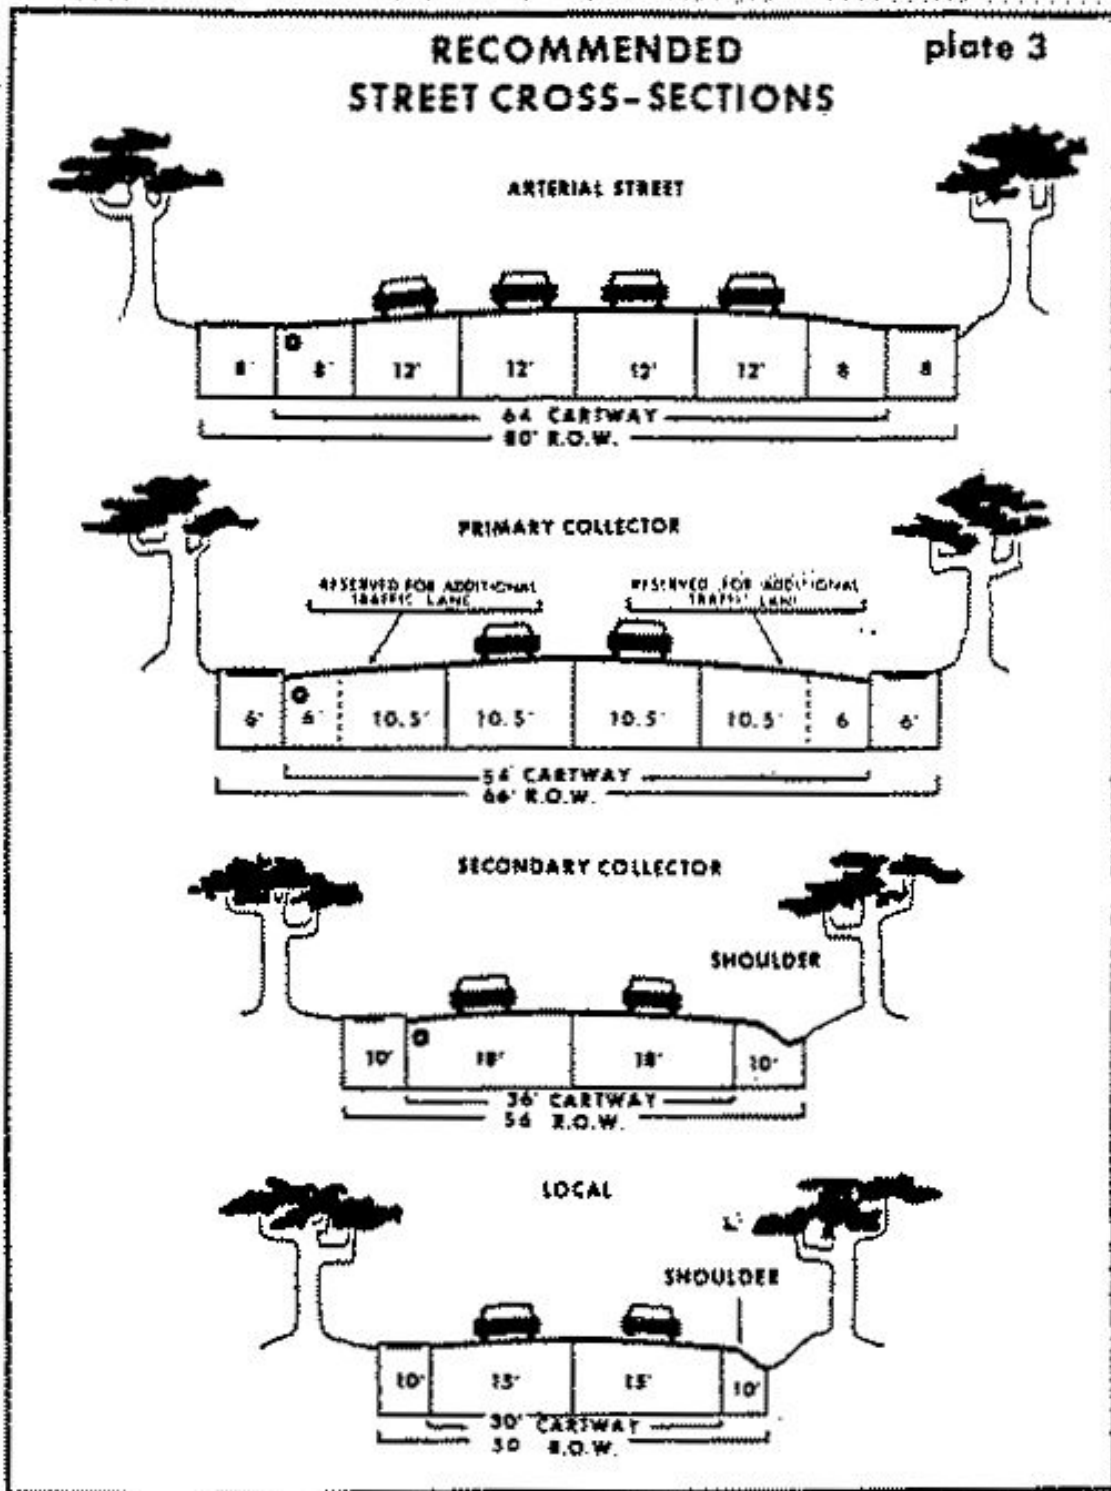 RECOMMENDED plate 3
STREET CROSS-SECTIONS
ARTERIAL STREET
8' 8' 12' 12' 12' 12' 8 8
64 CARTWAY
80' R.O.W.
PRIMARY COLLECTOR
RESERVED FOR ADDITIONAL RESERVED FOR ADDITIONAL
TRAFFIC LANE TRAFFIC LANE
6' 6' 10.5' 10.5' 10.5' 10.5' 6 6'
54' CARTWAY
66' R.O.W.
SECONDARY COLLECTOR
SHOULDER
10' 18' 18' 10'
36' CARTWAY
56 R.O.W.
LOCAL
SHOULDER
10' 15' 15' 10'
30' CARTWAY
50 R.O.W.